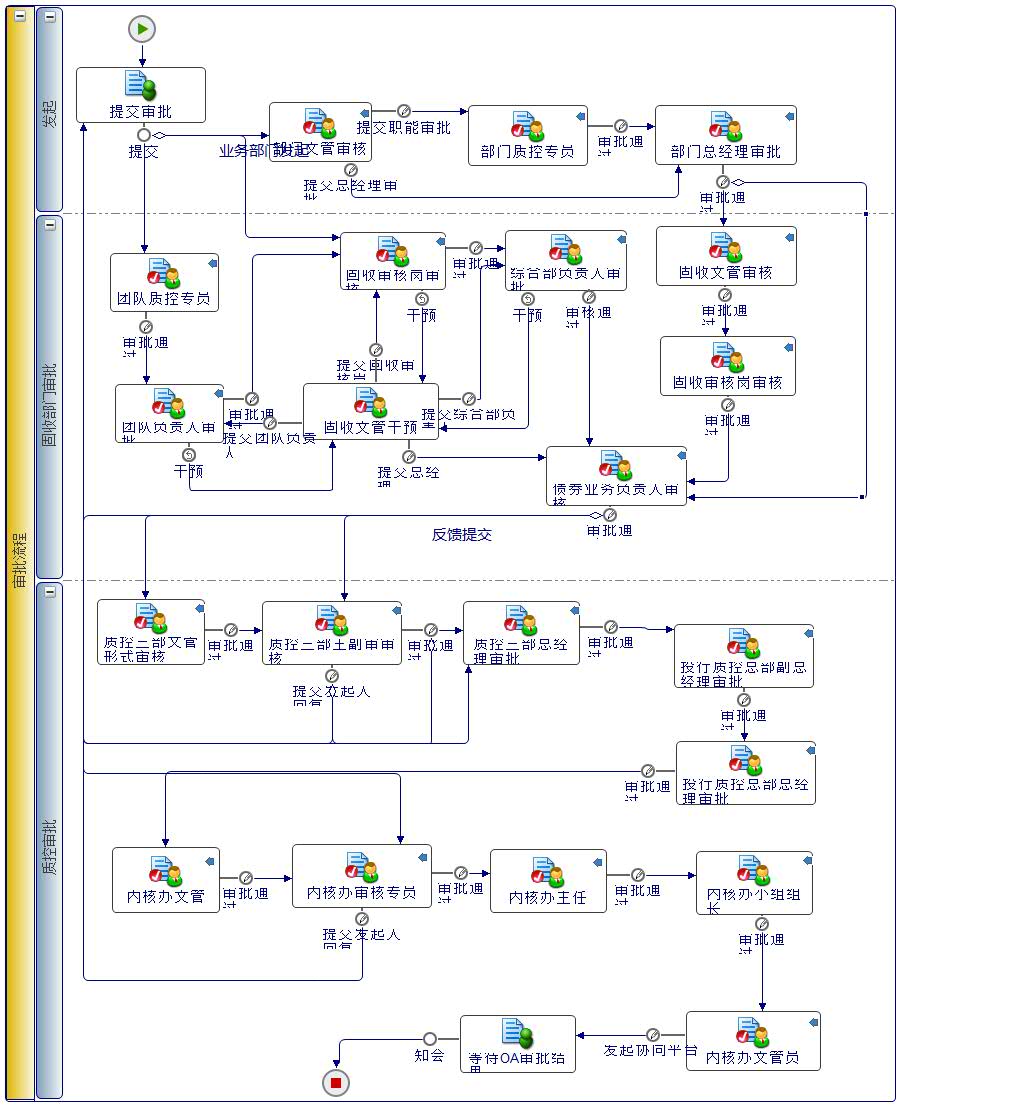 审批流程
发起
固收部门审批
质控审批
提交审批
提交
业务部门发起
部门文管审核
提交职能审批
部门质控专员
审批通
过
部门总经理审批
提交总经理审
批
审批通
过
团队质控专员
审批通
过
固收审核岗审
核
审批通
过
综合部负责人审
批
固收文管审核
干预
干预
审核通
过
审批通
过
提交固收审
核岗
固收审核岗审核
团队负责人审
批
审批通
过
固收文管干预
提交综合部负
审批通
过
提交团队负责
人
干预
提交总经
理
债券业务负责人审
核
反馈提交
审批通
过
质控二部文管
形式审核
审批通
过
质控二部主副审审
核
审批通
过
质控二部总经
理审批
审批通
过
投行质控总部副总
经理审批
提交发起人
回复
审批通
过
投行质控总部总经
理审批
审批通
过
内核办文管
审批通
过
内核办审核专员
审批通
过
内核办主任
审批通
过
内核办小组组
长
提交发起人
回复
审批通
过
内核办文管员
发起协同平台
等待OA审批结
果
知会